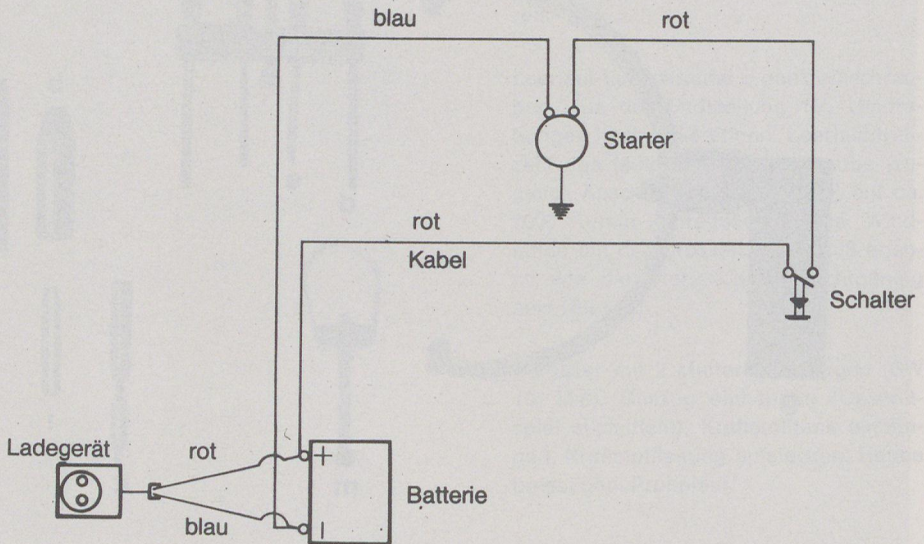 blau
rot
Starter
rot
Kabel
Schalter
Ladegerät
rot
+
Batterie
blau